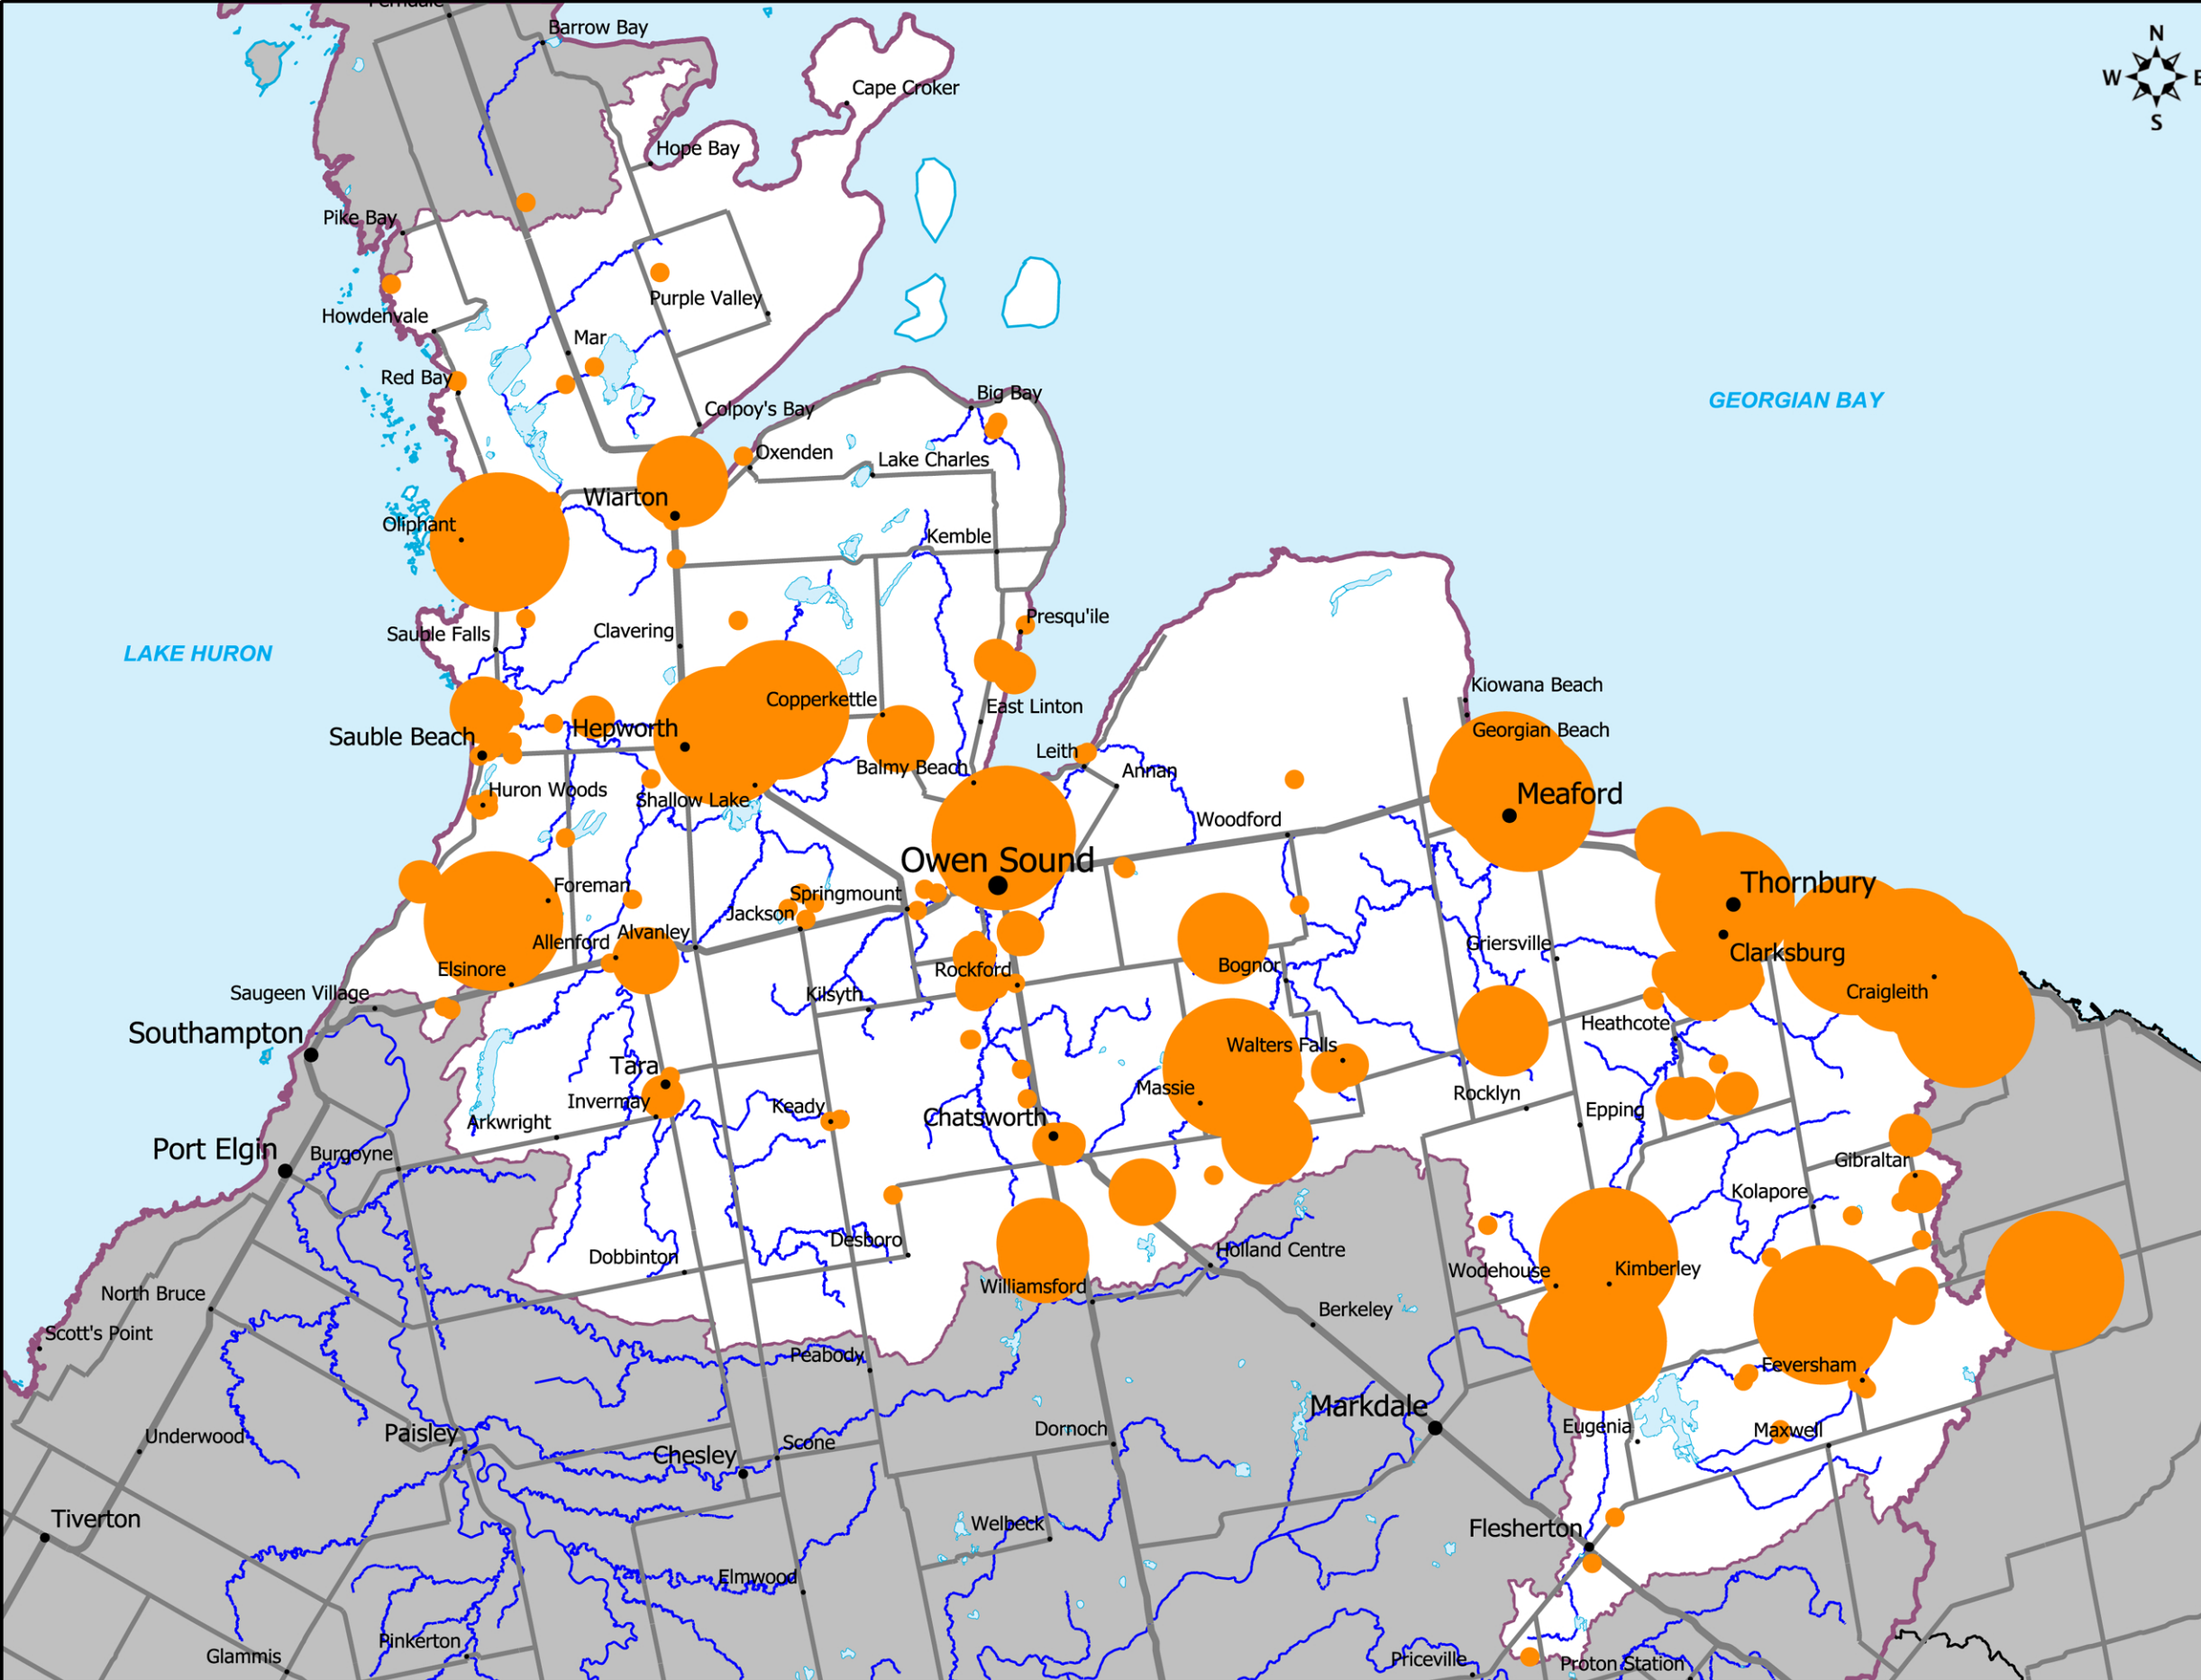 Ferndale
Barrow Bay
N
W
E
S
Cape Croker
Hope Bay
Pike Bay
Purple Valley
Howdenvale
Mar
Red Bay
Big Bay
GEORGIAN BAY
Colpoy's Bay
Oxenden
Lake Charles
Wiarton
Oliphant
Kemble
Presqu'ile
Sauble Falls
Clavering
LAKE HURON
Kiowana Beach
Copperkettle
East Linton
Georgian Beach
Hepworth
Sauble Beach
Leith
Balmy Beach
Annan
Huron Woods
Shallow Lake
Meaford
Woodford
Owen Sound
Thornbury
Foreman
Springmount
Jackson
Alvanley
Allenford
Griersville
Clarksburg
Elsinore
Rockford
Bognor
Saugeen Village
Kilsyth
Craigleith
Southampton
Heathcote
Walters Falls
Tara
Massie
Rocklyn
Invermay
Keady
Epping
Arkwright
Chatsworth
Port Elgin
Burgoyne
Gibraltar
Kolapore
Desboro
Holland Centre
Dobbinton
Wodehouse
Kimberley
Williamsford
North Bruce
Berkeley
Scott's Point
Peabody
Feversham
Markdale
Eugenia
Maxwell
Underwood
Paisley
Dornoch
Scone
Chesley
Tiverton
Welbeck
Flesherton
Elmwood
Pinkerton
Glammis
Priceville
Proton Station